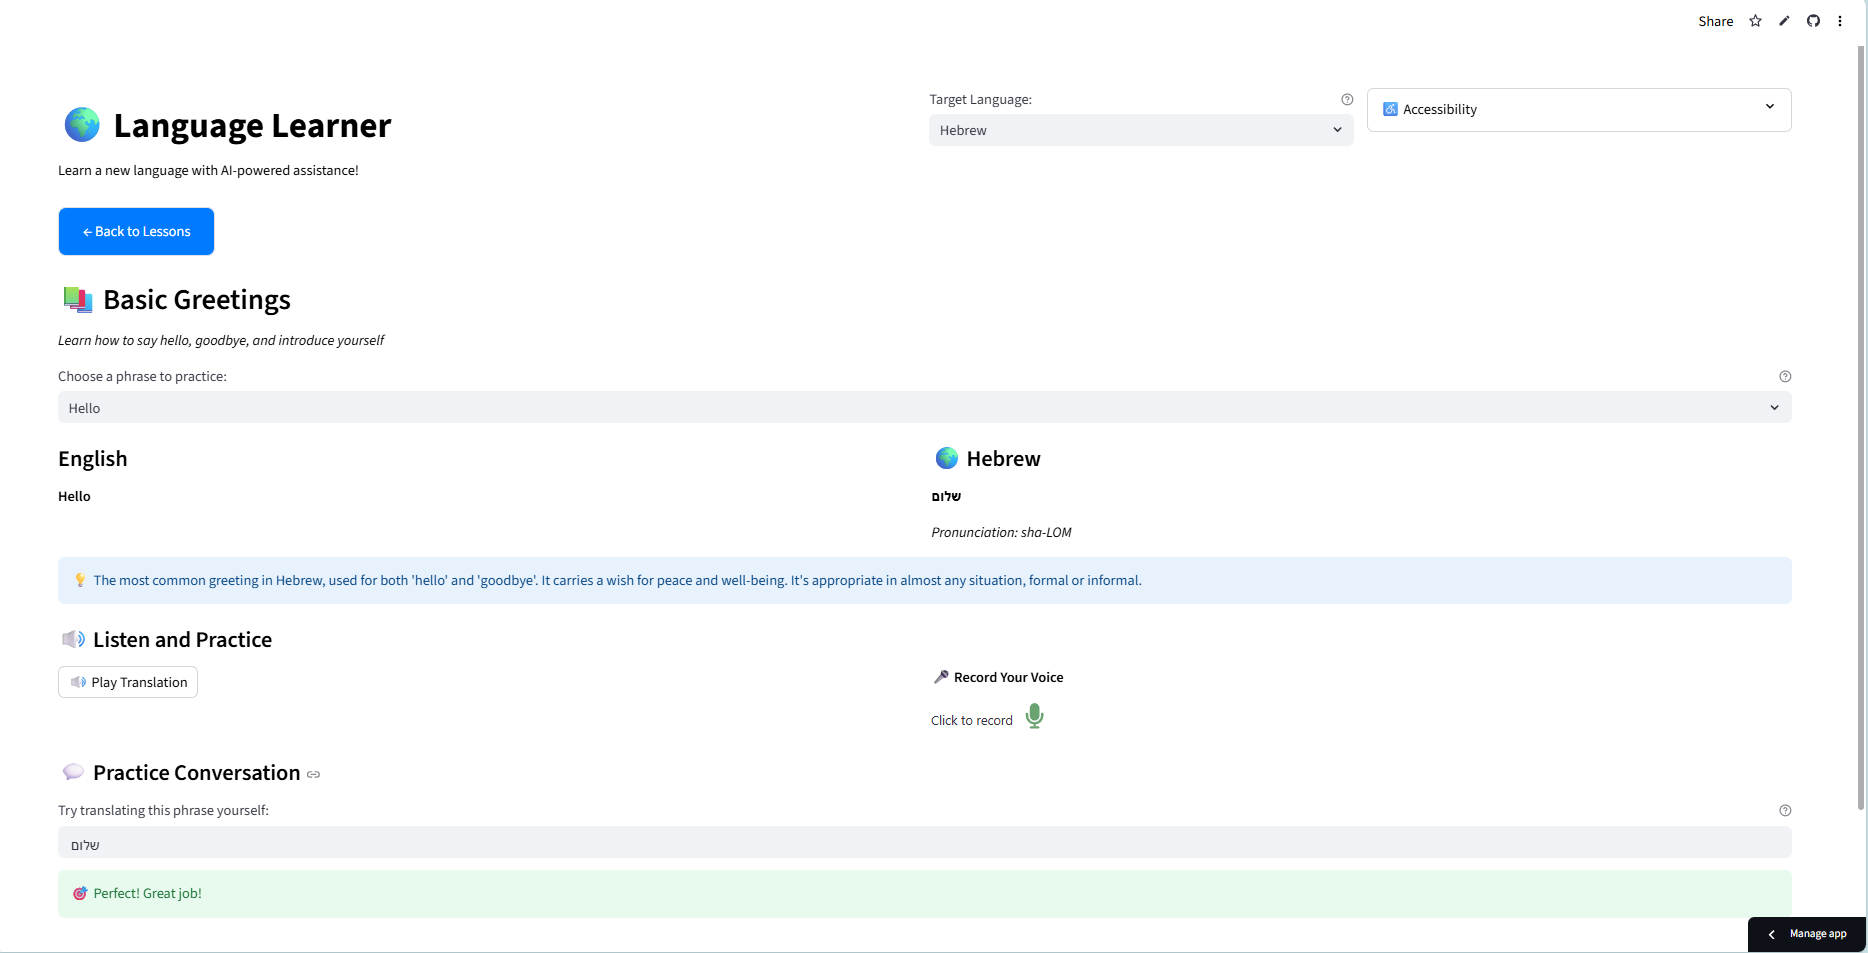 Share
Language Learner
Learn a new language with AI-powered assistance!
Target Language:
Hebrew
Accessibility
← Back to Lessons
Basic Greetings
Learn how to say hello, goodbye, and introduce yourself
Choose a phrase to practice:
Hello
English
Hello
Hebrew
שלום
Pronunciation: sha-LOM
The most common greeting in Hebrew, used for both 'hello' and 'goodbye'. It carries a wish for peace and well-being. It's appropriate in almost any situation, formal or informal.
Listen and Practice
Play Translation
Record Your Voice
Click to record
Practice Conversation
Try translating this phrase yourself:
שלום
Perfect! Great job!
Manage app